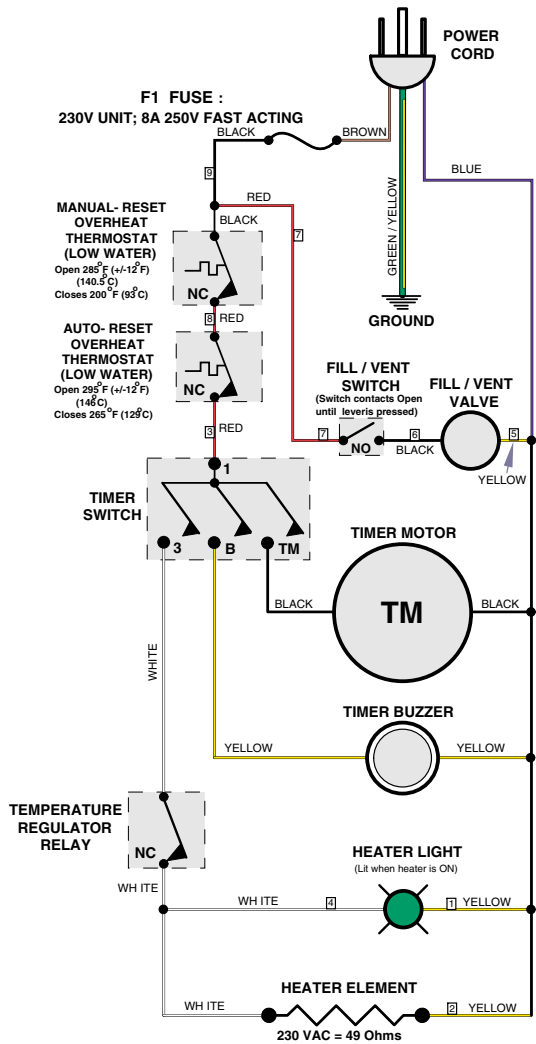 POWER
CORD
F1 FUSE :
230V UNIT; 8A 250V FAST ACTING
BLACK
BROWN
BLUE
9
RED
MANUAL- RESET
OVERHEAT
THERMOSTAT
(LOW WATER)
Open 285°F (+/-12°F)
(140.5°C)
Closes 200 °F (93°C)
BLACK
7
NC
GREEN / YELLOW
GROUND
8
RED
AUTO- RESET
OVERHEAT
THERMOSTAT
(LOW WATER)
Open 295°F (+/-12°F)
(146°C)
Closes 265 °F (129°C)
NC
FILL / VENT
SWITCH
(Switch contacts Open
until leveris pressed)
FILL / VENT
VALVE
3
RED
7
NO
6
BLACK
5
YELLOW
1
TIMER
SWITCH
3
B
TM
TIMER MOTOR
TM
BLACK
BLACK
WHITE
TIMER BUZZER
YELLOW
YELLOW
TEMPERATURE
REGULATOR
RELAY
NC
HEATER LIGHT
(Lit when heater is ON)
WH ITE
WH ITE
4
1
YELLOW
HEATER ELEMENT
WH ITE
2
YELLOW
230 VAC = 49 Ohms